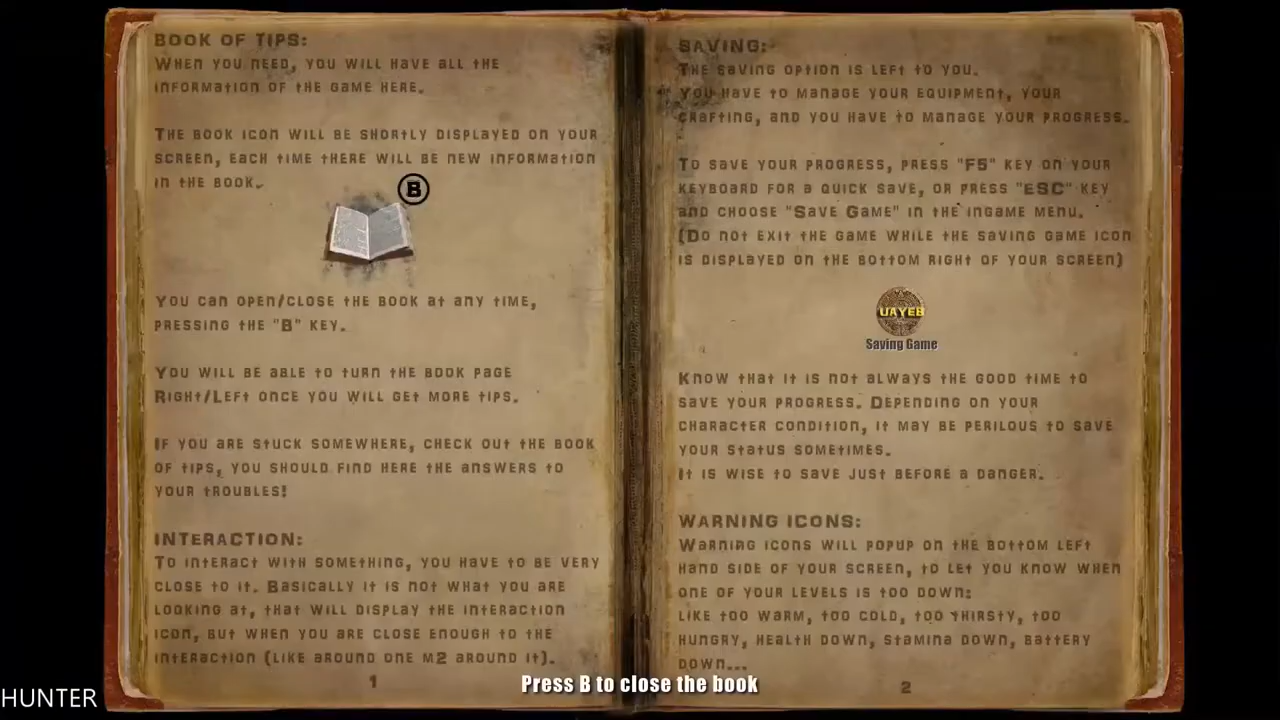 BOOK OF TIPS:
WHEN YOU NEED, YOU WILL HAVE ALL THE
INFORMATION OF THE GAME HERE.
THE BOOK ICON WILL BE SHORTLY DISPLAYED ON YOUR
SCREEN, EACH TIME THERE WILL BE NEW INFORMATION
IN THE BOOK.
B
YOU CAN OPEN/CLOSE THE BOOK AT ANY TIME,
PRESSING THE "B" KEY.
YOU WILL BE ABLE TO TURN THE BOOK PAGE
RIGHT/LEFT ONCE YOU WILL GET MORE TIPS.
IF YOU ARE STUCK SOMEWHERE, CHECK OUT THE BOOK
OF TIPS, YOU SHOULD FIND HERE THE ANSWERS TO
YOUR TROUBLES!
INTERACTION:
TO INTERACT WITH SOMETHING, YOU HAVE TO BE VERY
CLOSE TO IT. BASICALLY IT IS NOT WHAT YOU ARE
LOOKING AT, THAT WILL DISPLAY THE INTERACTION
ICON, BUT WHEN YOU ARE CLOSE ENOUGH TO THE
INTERACTION (LIKE AROUND ONE M2 AROUND IT).
1
SAVING:
THE SAVING OPTION IS LEFT TO YOU.
YOU HAVE TO MANAGE YOUR EQUIPMENT, YOUR
CRAFTING, AND YOU HAVE TO MANAGE YOUR PROGRESS.
TO SAVE YOUR PROGRESS, PRESS "F5" KEY ON YOUR
KEYBOARD FOR A QUICK SAVE, OR PRESS "ESC" KEY
AND CHOOSE "SAVE GAME" IN THE INGAME MENU.
(DO NOT EXIT THE GAME WHILE THE SAVING GAME ICON
IS DISPLAYED ON THE BOTTOM RIGHT OF YOUR SCREEN)
UAYEB
Saving Game
KNOW THAT IT IS NOT ALWAYS THE GOOD TIME TO
SAVE YOUR PROGRESS. DEPENDING ON YOUR
CHARACTER CONDITION, IT MAY BE PERILOUS TO SAVE
YOUR STATUS SOMETIMES.
IT IS WISE TO SAVE JUST BEFORE A DANGER.
WARNING ICONS:
WARNING ICONS WILL POPUP ON THE BOTTOM LEFT
HAND SIDE OF YOUR SCREEN, TO LET YOU KNOW WHEN
ONE OF YOUR LEVELS IS TOO DOWN:
LIKE TOO WARM, TOO COLD, TOO THIRSTY, TOO
HUNGRY, HEALTH DOWN, STAMINA DOWN, BATTERY
DOWN...
2
Press B to close the book
HUNTER